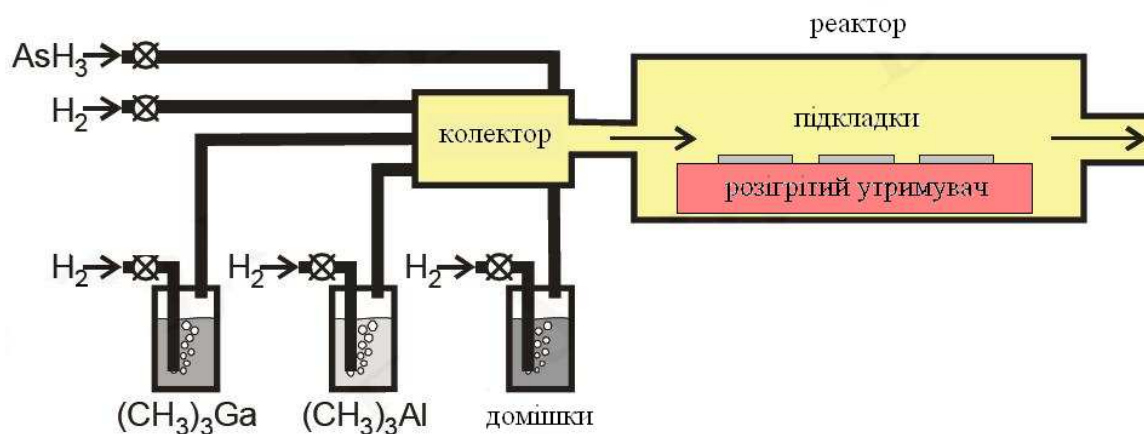 реактор
AsH₃
H₂
колектор
підкладки
розігрітий утримувач
H₂
H₂
H₂
(CH₃)₃Ga
(CH₃)₃Al
домішки